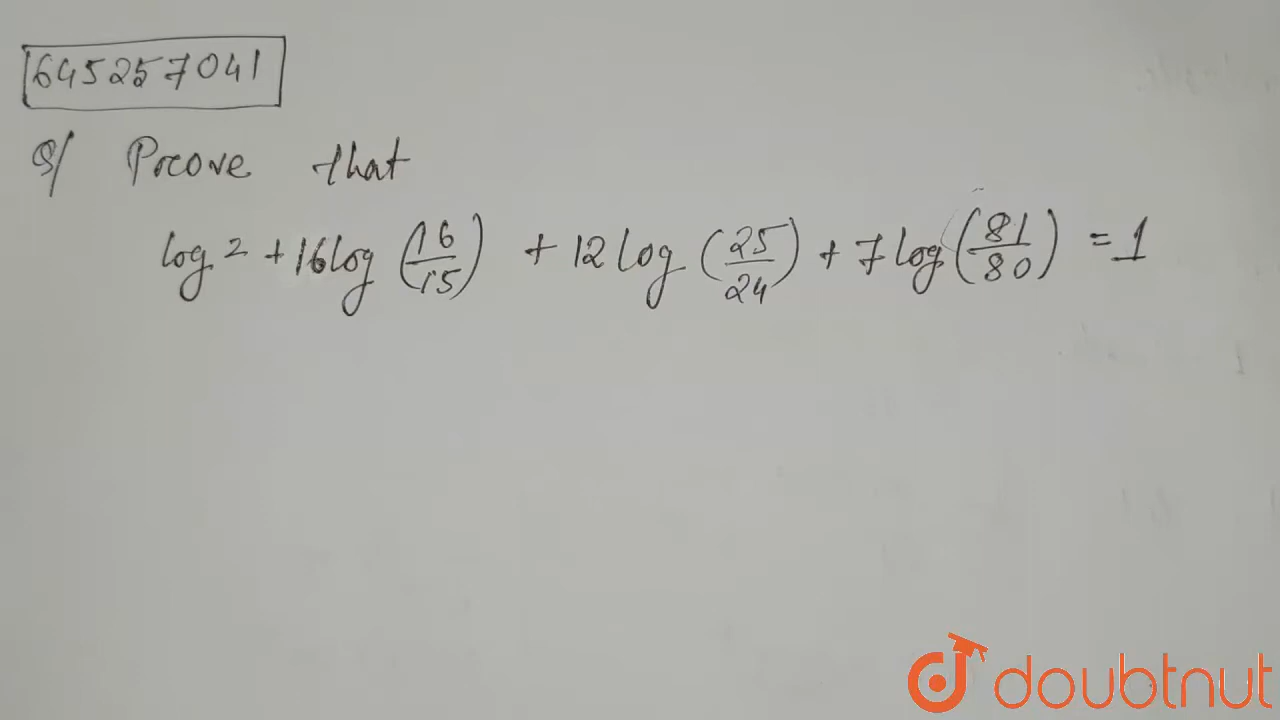 645257041
Q/ Prove that
log 2 + 16 log (16/15) + 12 log (25/24) + 7 log (81/80) = 1
doubtnut